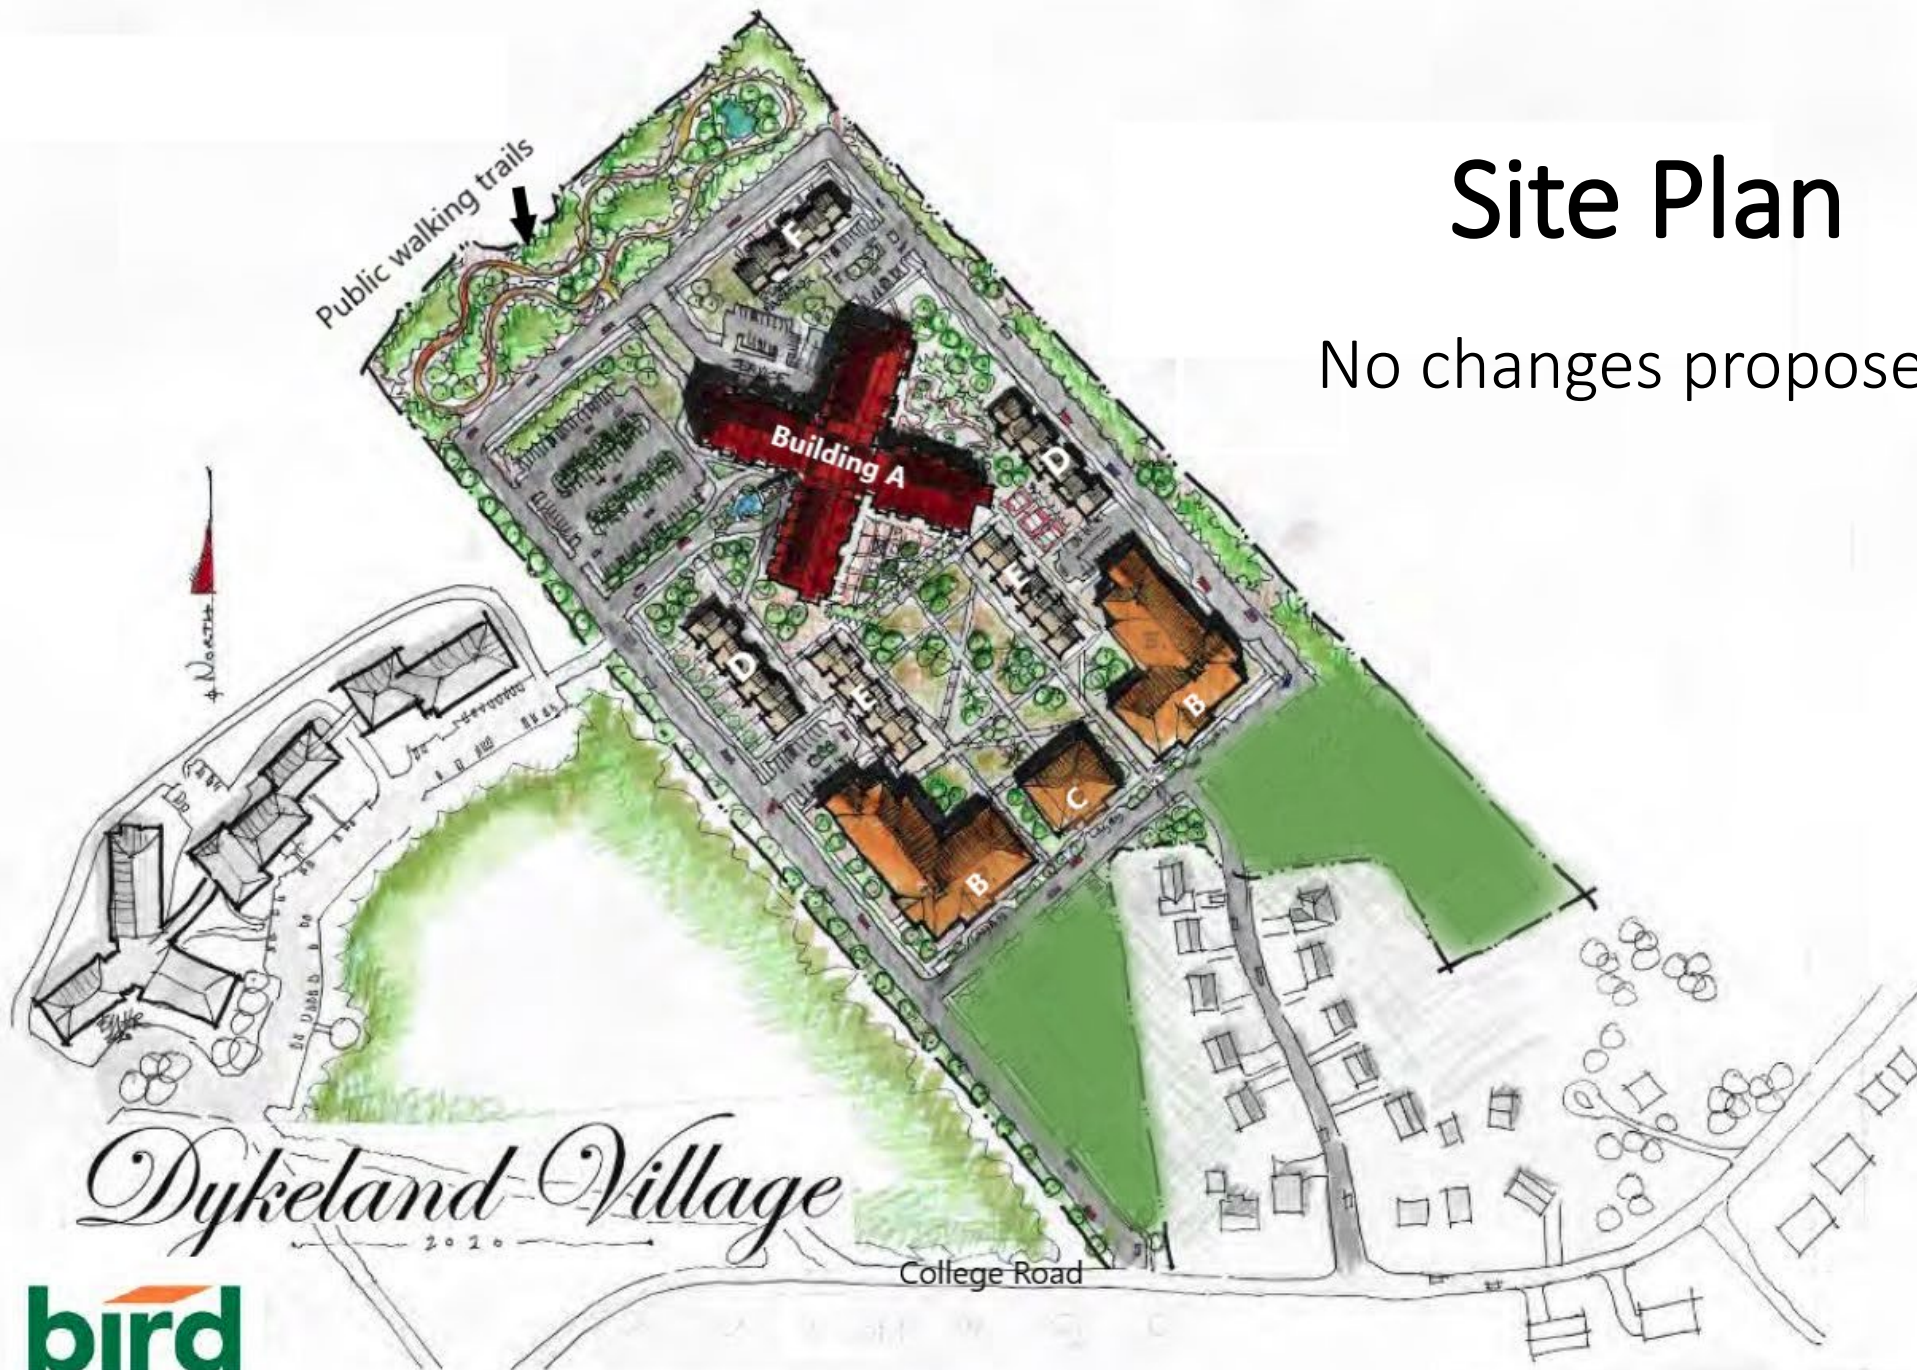 Site Plan
No changes propose
Public walking trails
F
Building A
D
E
North
D
E
B
C
B
Dykeland Village
2020
College Road
bird